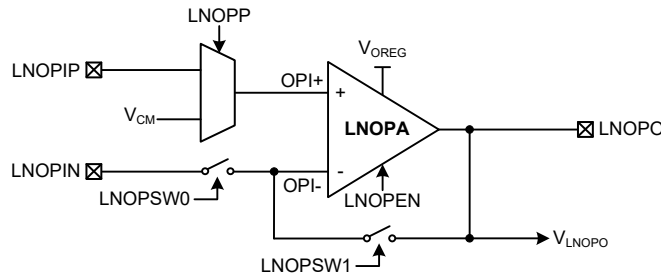 LNOPP
LNOPIP
VOREG
OPI+
+
VCM
LNOPA
LNOPO
LNOPIN
-
OPI-
LNOPSW0
LNOPEN
LNOPSW1
VLNOPO